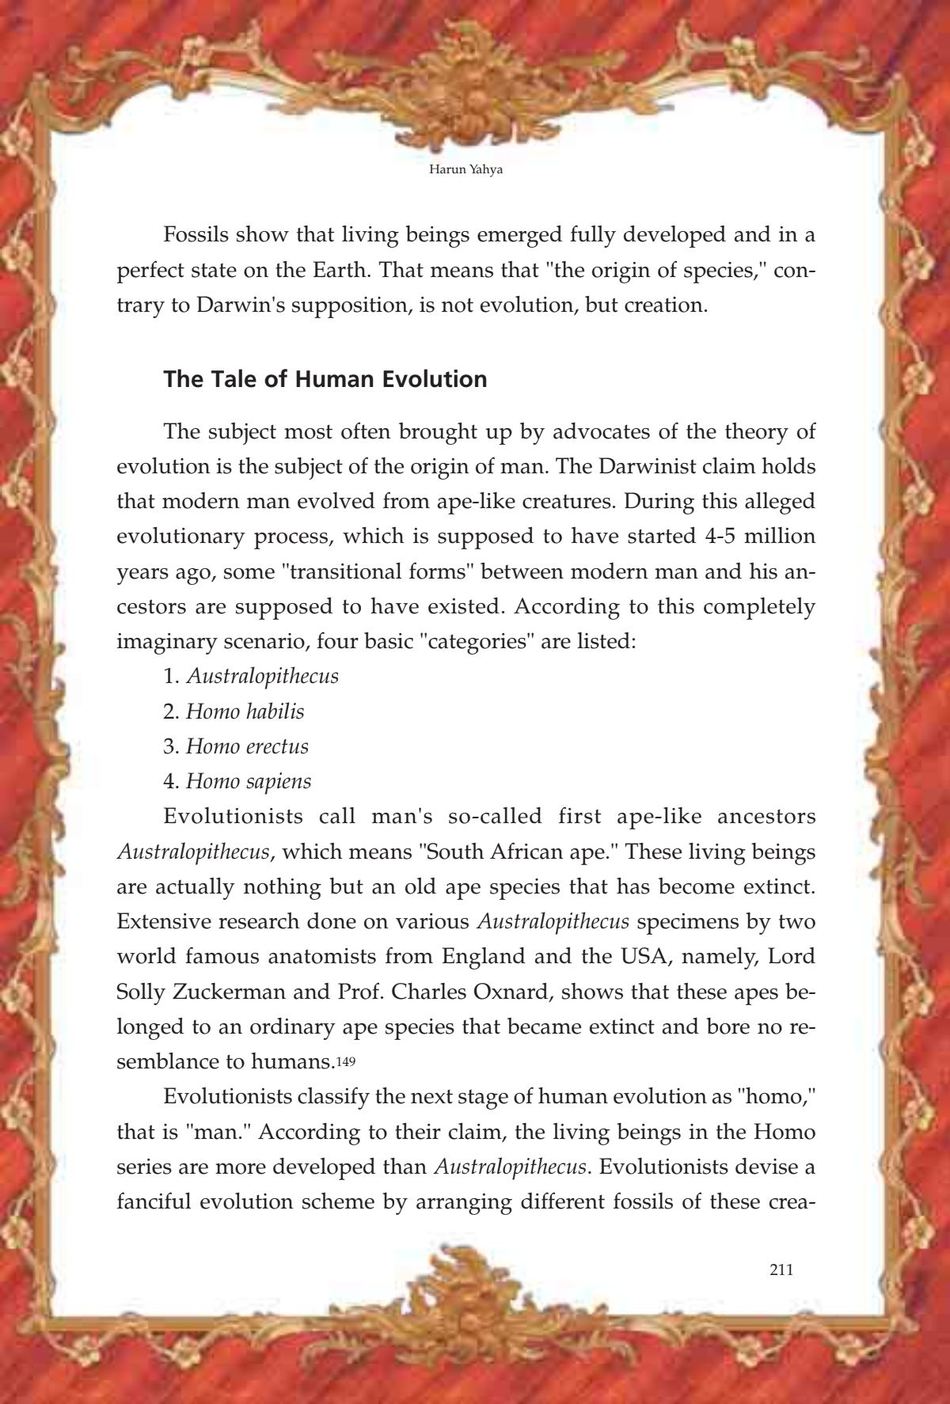 Harun Yahya
Fossils show that living beings emerged fully developed and in a
perfect state on the Earth. That means that "the origin of species," con-
trary to Darwin's supposition, is not evolution, but creation.
The Tale of Human Evolution
The subject most often brought up by advocates of the theory of
evolution is the subject of the origin of man. The Darwinist claim holds
that modern man evolved from ape-like creatures. During this alleged
evolutionary process, which is supposed to have started 4-5 million
years ago, some "transitional forms" between modern man and his an-
cestors are supposed to have existed. According to this completely
imaginary scenario, four basic "categories" are listed:
1. Australopithecus
2. Homo habilis
3. Homo erectus
4. Homo sapiens
Evolutionists call man's so-called first ape-like ancestors
Australopithecus, which means "South African ape." These living beings
are actually nothing but an old ape species that has become extinct.
Extensive research done on various Australopithecus specimens by two
world famous anatomists from England and the USA, namely, Lord
Solly Zuckerman and Prof. Charles Oxnard, shows that these apes be-
longed to an ordinary ape species that became extinct and bore no re-
semblance to humans.149
Evolutionists classify the next stage of human evolution as "homo,"
that is "man." According to their claim, the living beings in the Homo
series are more developed than Australopithecus. Evolutionists devise a
fanciful evolution scheme by arranging different fossils of these crea-
211